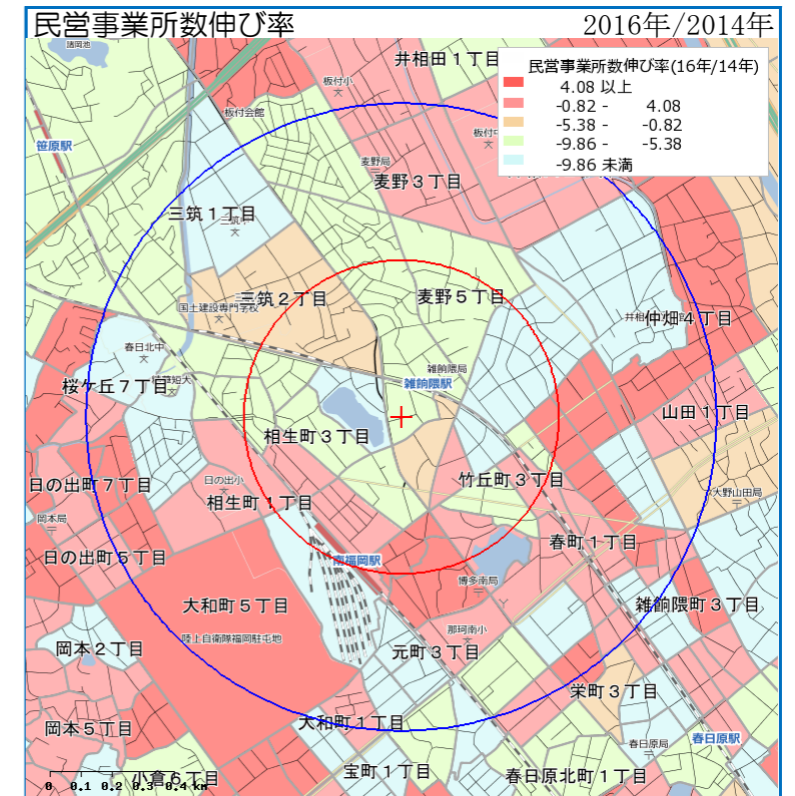 民営事業所数伸び率
2016年/2014年
諸岡池
井相田1丁目
民営事業所数伸び率(16年/14年)
4.08 以上
-0.82 - 4.08
-5.38 - -0.82
-9.86 - -5.38
-9.86 未満
板付小
文
板付会館
笹原駅
麦野局
麦野3丁目
三筑1丁目
文
三筑2丁目
麦野5丁目
国土建設専門学校
仲畑4丁目
春日北中
文
雑餉隈局
雑餉隈駅
桜ケ丘7丁目
山田1丁目
相生町3丁目
日の出町7丁目
日の出小
文
竹丘町3丁目
大野山田局
相生町1丁目
岡本局
南福岡駅
春町1丁目
日の出町5丁目
博多南局
大和町5丁目
雑餉隈町3丁目
陸上自衛隊福岡駐屯地
那珂南小
文
岡本2丁目
元町3丁目
栄町3丁目
岡本5丁目
大和町1丁目
春日原局
春日原駅
小倉6丁目
宝町1丁目
春日原北町1丁目
0 0.1 0.2 0.3 0.4 km